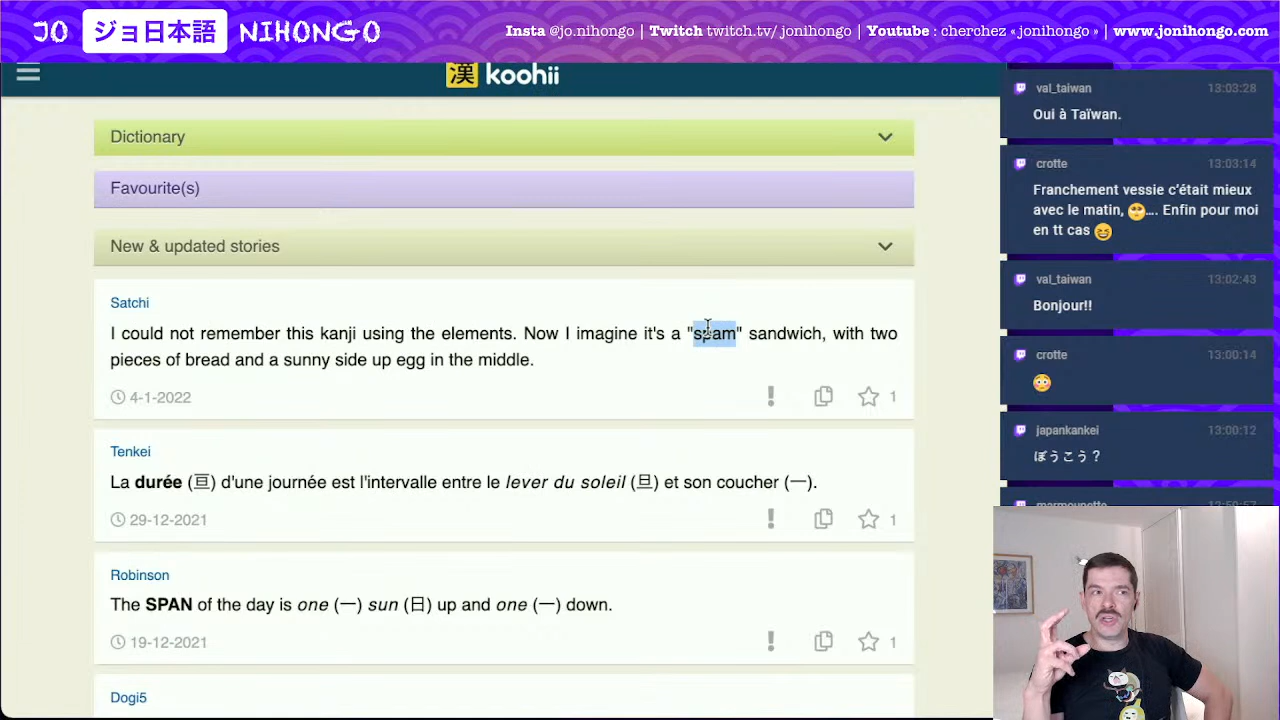 JO ジョ日本語 NIHONGO
Insta @jo.nihongo | Twitch twitch.tv/jonihongo | Youtube : cherchez « jonihongo » | www.jonihongo.com
漢 koohii
Dictionary
Favourite(s)
New & updated stories
Satchi
I could not remember this kanji using the elements. Now I imagine it's a "spam" sandwich, with two
pieces of bread and a sunny side up egg in the middle.
4-1-2022
1
Tenkei
La durée (亘) d'une journée est l'intervalle entre le lever du soleil (旦) et son coucher (一).
29-12-2021
1
Robinson
The SPAN of the day is one (一) sun (日) up and one (一) down.
19-12-2021
1
Dogi5
val_taiwan 13:03:28
Oui à Taïwan.
crotte 13:03:14
Franchement vessie c'était mieux
avec le matin, 🥺.... Enfin pour moi
en tt cas 😆
val_taiwan 13:02:43
Bonjour!!
crotte 13:00:14
😳
japankankei 13:00:12
ぼうこう？